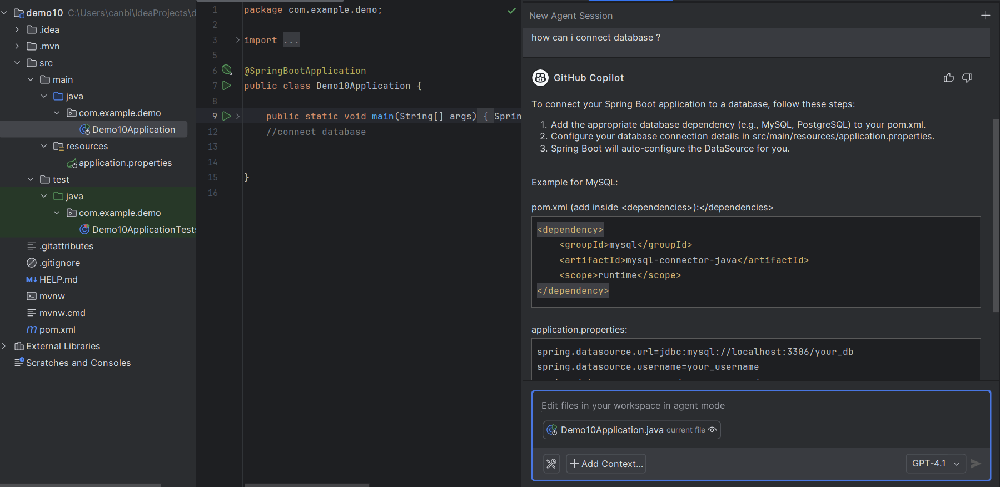 demo10 C:\Users\canbi\IdeaProjects\d
.idea
.mvn
src
main
java
com.example.demo
Demo10Application
resources
application.properties
test
java
com.example.demo
Demo10ApplicationTests
.gitattributes
.gitignore
M↓ HELP.md
mvnw
mvnw.cmd
m pom.xml
External Libraries
Scratches and Consoles
1 package com.example.demo;
2
3 import ...
5
6 @SpringBootApplication
7 public class Demo10Application {
8
9 public static void main(String[] args) { Sprin
12 //connect database
13
14
15 }
16
New Agent Session
how can i connect database ?
GitHub Copilot
To connect your Spring Boot application to a database, follow these steps:
1. Add the appropriate database dependency (e.g., MySQL, PostgreSQL) to your pom.xml.
2. Configure your database connection details in src/main/resources/application.properties.
3. Spring Boot will auto-configure the DataSource for you.
Example for MySQL:
pom.xml (add inside <dependencies>):</dependencies>
<dependency>
<groupId>mysql</groupId>
<artifactId>mysql-connector-java</artifactId>
<scope>runtime</scope>
</dependency>
application.properties:
spring.datasource.url=jdbc:mysql://localhost:3306/your_db
spring.datasource.username=your_username
Edit files in your workspace in agent mode
Demo10Application.java current file
Add Context...
GPT-4.1